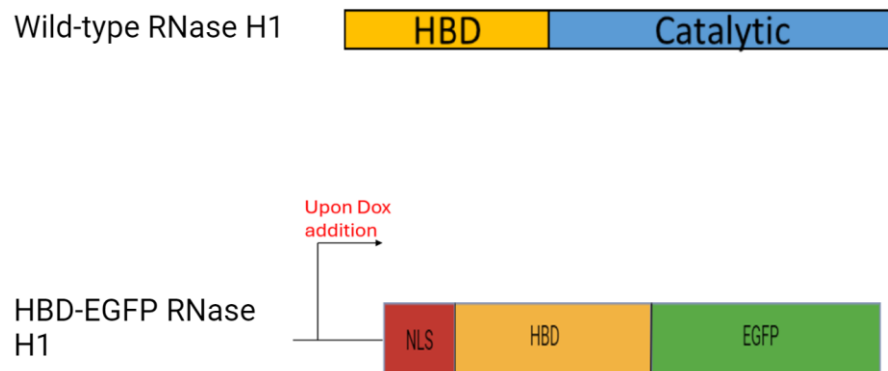 Wild-type RNase H1
HBD
Catalytic
Upon Dox
addition
HBD-EGFP RNase
H1
NLS
HBD
EGFP